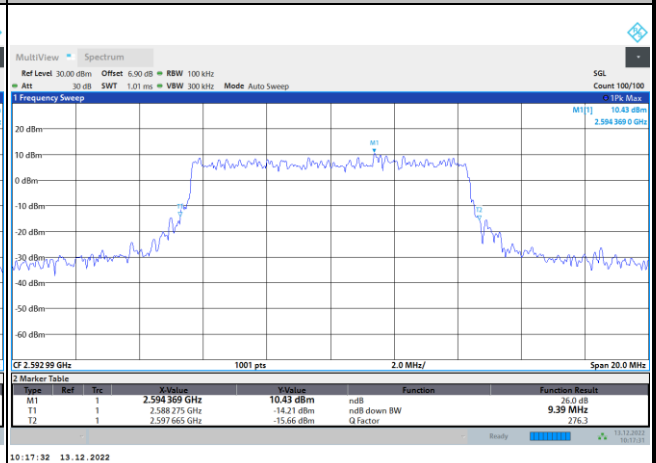 MultiView Spectrum
Ref Level 30.00 dBm Offset 6.90 dB RBW 100 kHz SGL
Att 30 dB SWT 1.01 ms VBW 300 kHz Mode Auto Sweep Count 100/100
1 Frequency Sweep 1Pk Max
M1[1] 10.43 dBm
2.594 369 0 GHz
20 dBm
M1
10 dBm
0 dBm
-10 dBm
T2
-20 dBm
-30 dBm
-40 dBm
-50 dBm
-60 dBm
CF 2.592 99 GHz 1001 pts 2.0 MHz/ Span 20.0 MHz
2 Marker Table
Type Ref Trc X-Value Y-Value Function Function Result
M1 1 2.594 369 GHz 10.43 dBm ndB 26.0 dB
T1 1 2.588 275 GHz -14.21 dBm ndB down BW 9.39 MHz
T2 1 2.597 665 GHz -15.66 dBm Q Factor 276.3
Ready 13.12.2022
10:17:31
10:17:32 13.12.2022